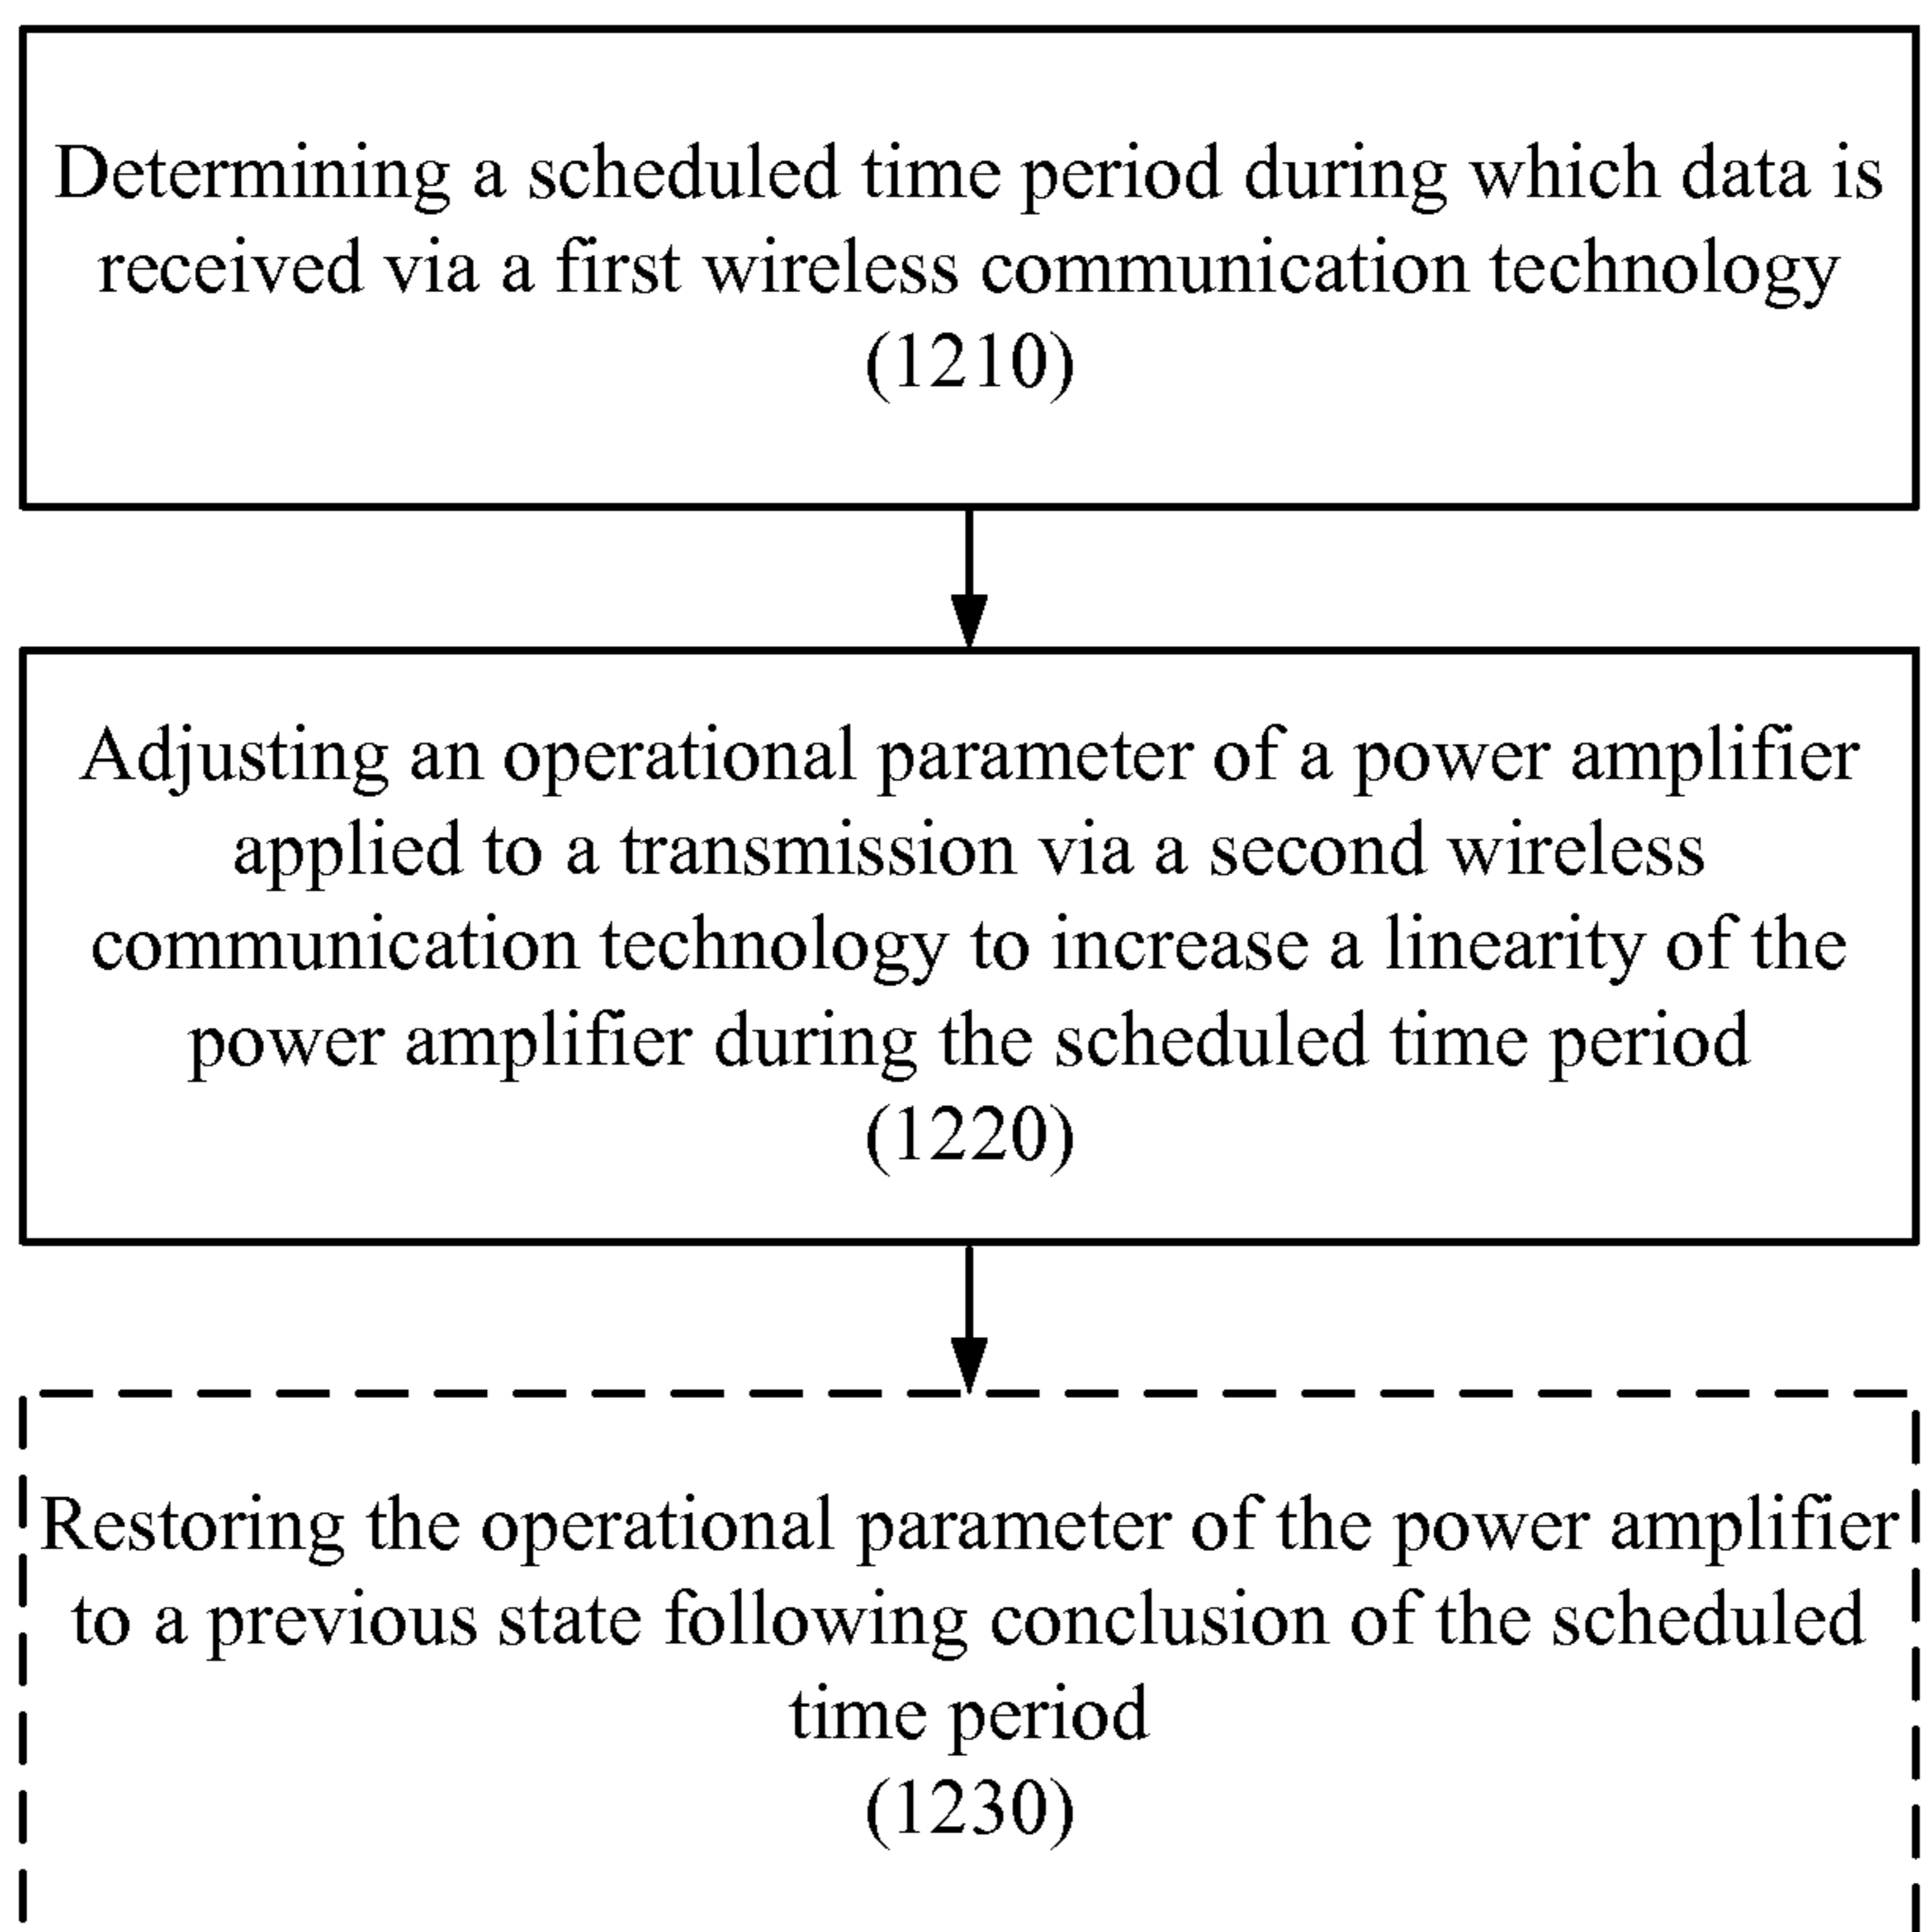 Determining a scheduled time period during which data is
received via a first wireless communication technology
(1210)
Adjusting an operational parameter of a power amplifier
applied to a transmission via a second wireless
communication technology to increase a linearity of the
power amplifier during the scheduled time period
(1220)
Restoring the operational parameter of the power amplifier
to a previous state following conclusion of the scheduled
time period
(1230)